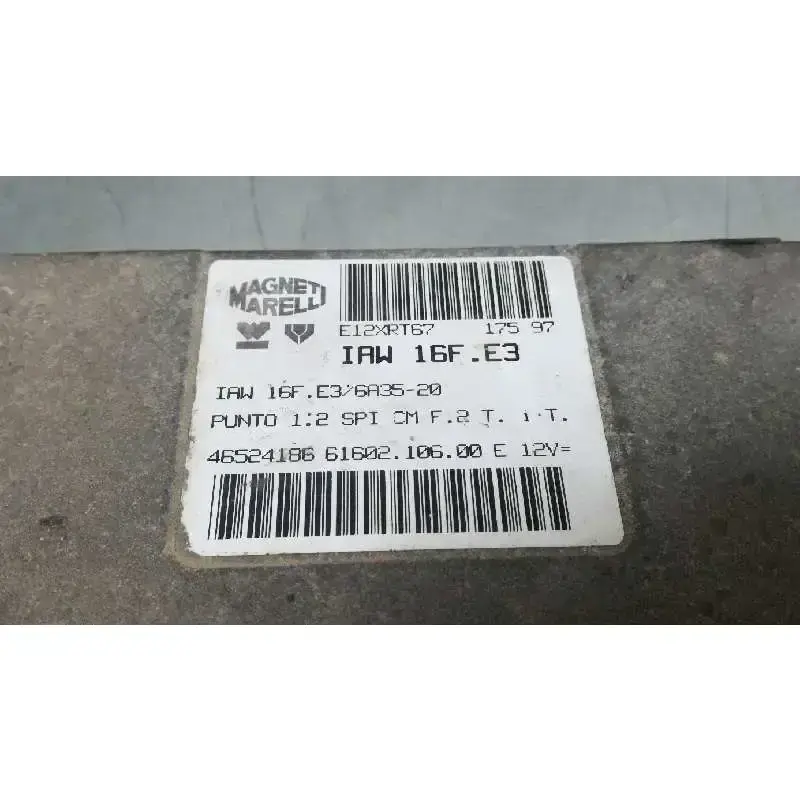 MAGNETI
MARELLI
E12XRT67 175 97
IAW 16F.E3
IAW 16F.E3/6A35-20
PUNTO 1.2 SPI CM F.2 T. T.
46524186 61602.106.00 E 12V=